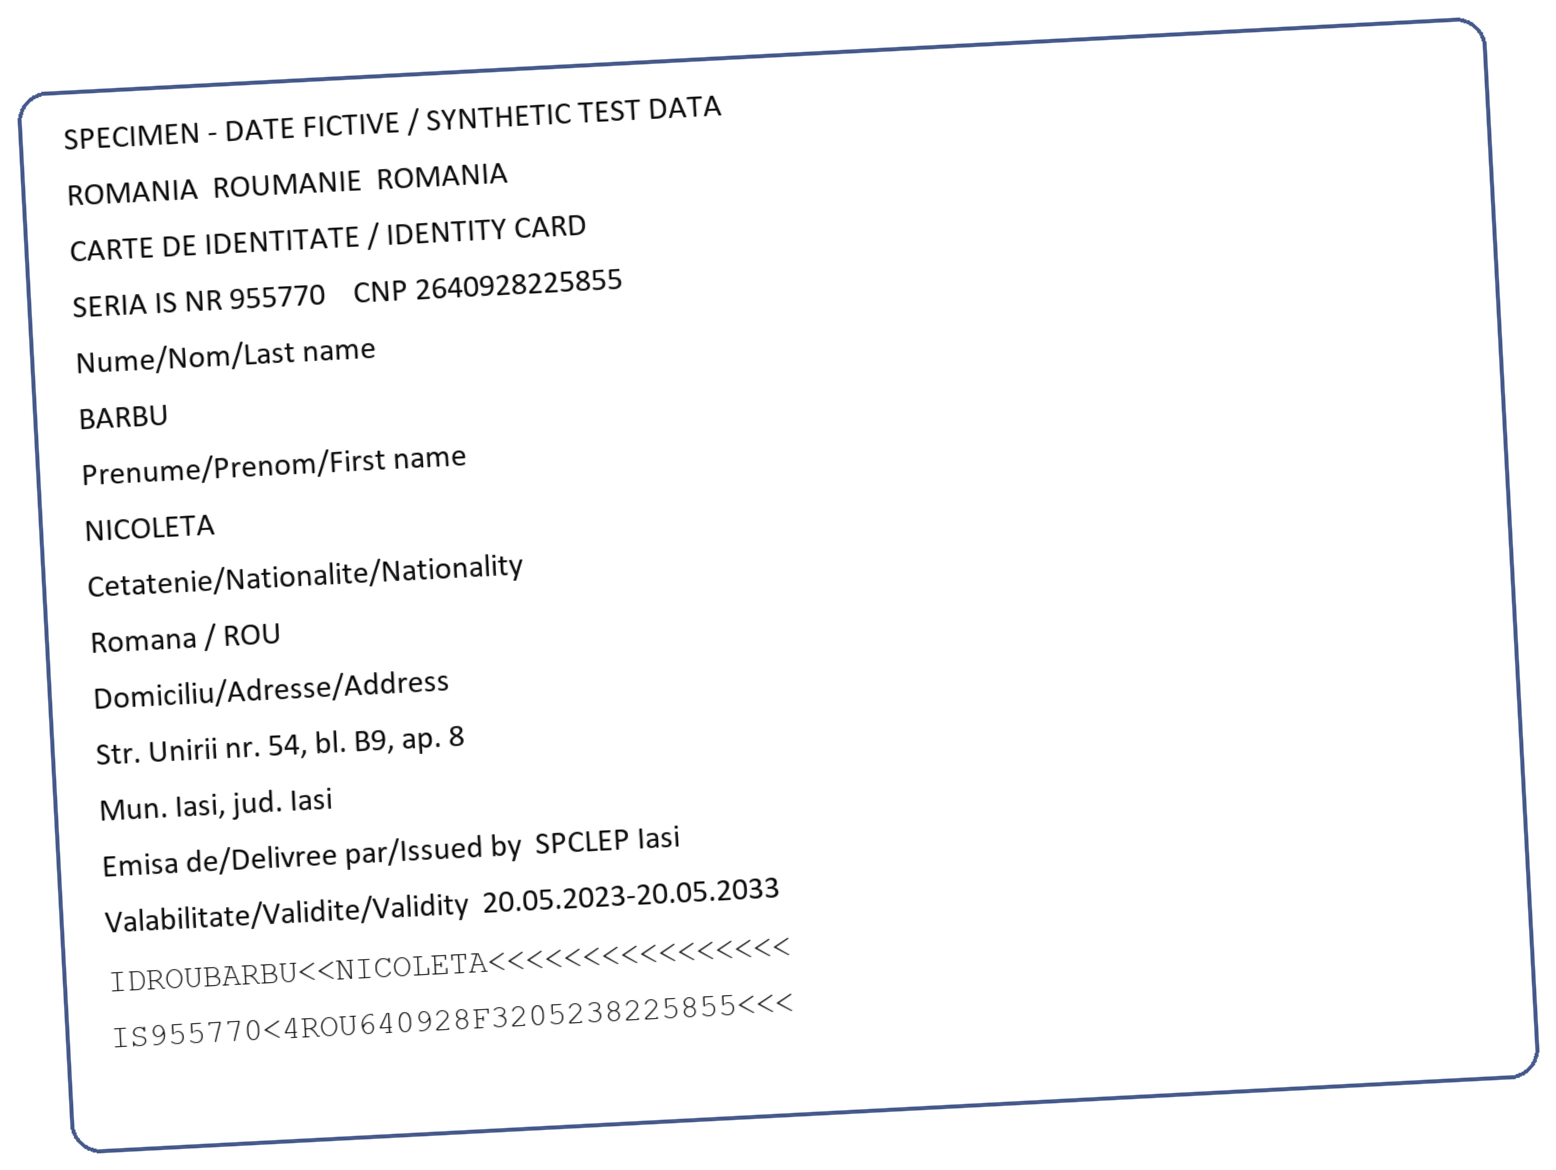 SPECIMEN - DATE FICTIVE / SYNTHETIC TEST DATA
ROMANIA ROUMANIE ROMANIA
CARTE DE IDENTITATE / IDENTITY CARD
SERIA IS NR 955770 CNP 2640928225855
Nume/Nom/Last name
BARBU
Prenume/Prenom/First name
NICOLETA
Cetatenie/Nationalite/Nationality
Romana / ROU
Domiciliu/Adresse/Address
Str. Unirii nr. 54, bl. B9, ap. 8
Mun. Iasi, jud. Iasi
Emisa de/Delivree par/Issued by SPCLEP Iasi
Valabilitate/Validite/Validity 20.05.2023-20.05.2033
IDROUBARBU<<NICOLETA<<<<<<<<<<<<<<<<
IS955770<4ROU640928F3205238225855<<<